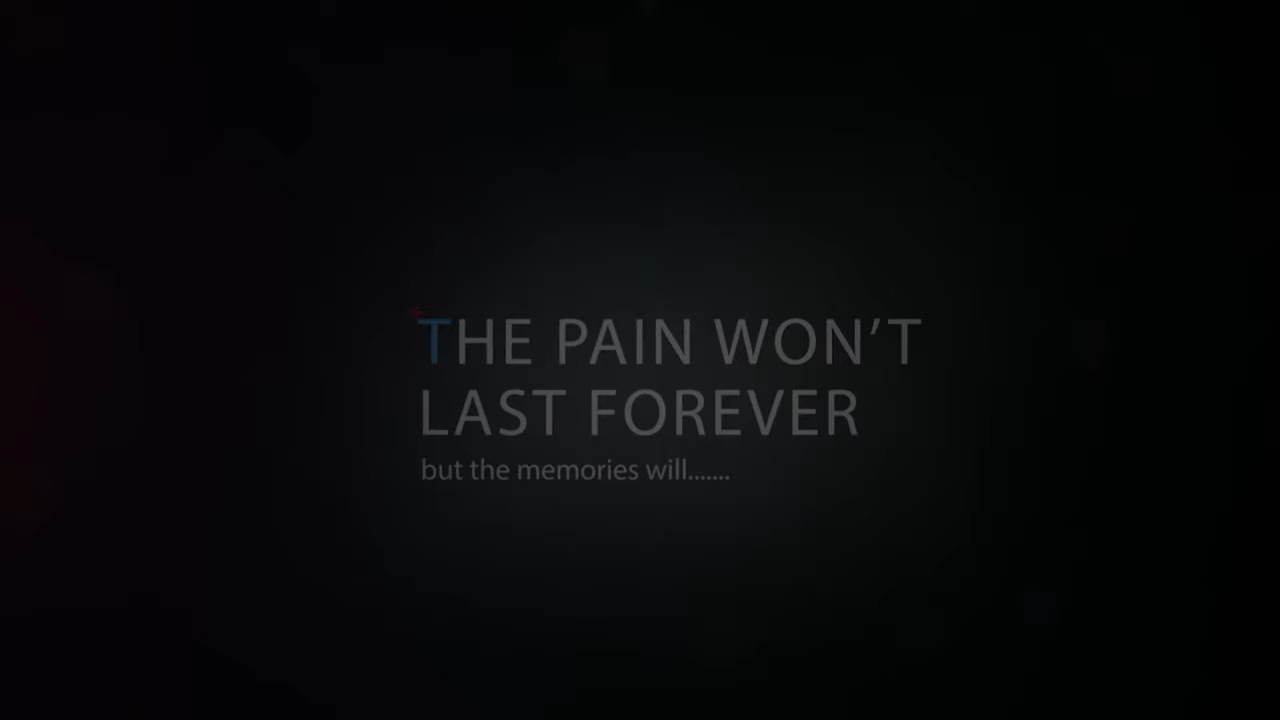 THE PAIN WON’T
LAST FOREVER
but the memories will.......